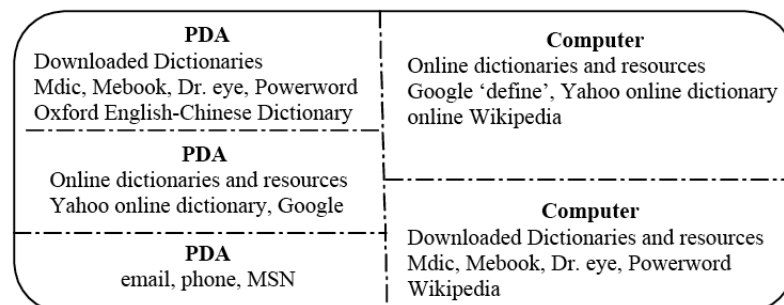 PDA
Downloaded Dictionaries
Mdic, Mebook, Dr. eye, Powerword
Oxford English-Chinese Dictionary
PDA
Online dictionaries and resources
Yahoo online dictionary, Google
PDA
email, phone, MSN
Computer
Online dictionaries and resources
Google ‘define’, Yahoo online dictionary
online Wikipedia
Computer
Downloaded Dictionaries and resources
Mdic, Mebook, Dr. eye, Powerword
Wikipedia